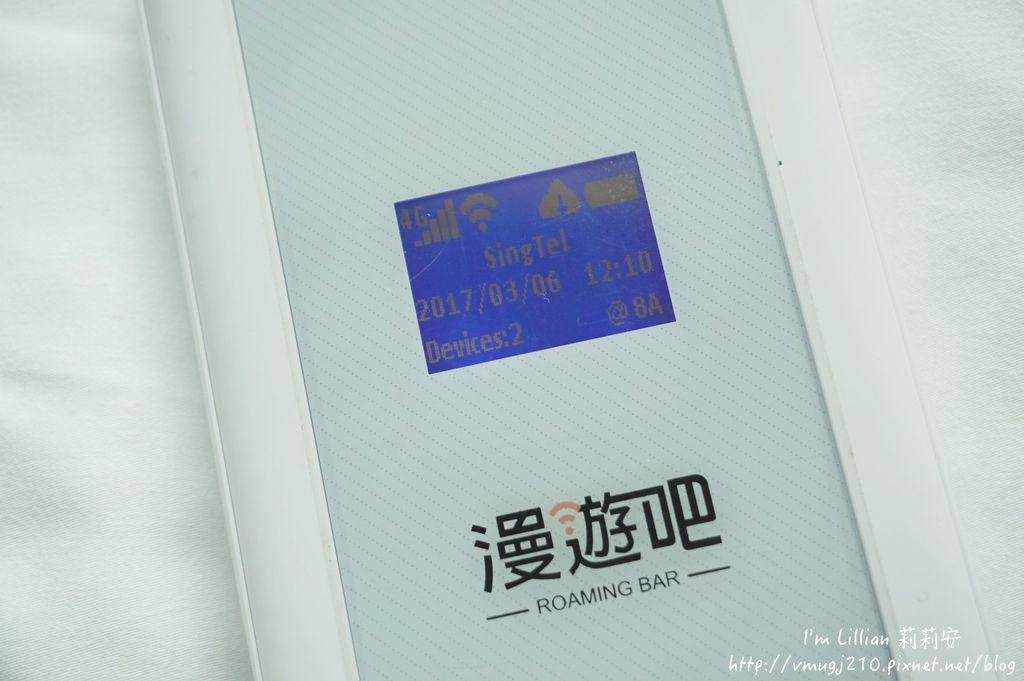 4G
SingTel
2017/03/06 12:10
Devices:2 @8A
漫遊吧
ROAMING BAR
I'm Lillian 莉莉安
http://vmugj210.pixnet.net/blog